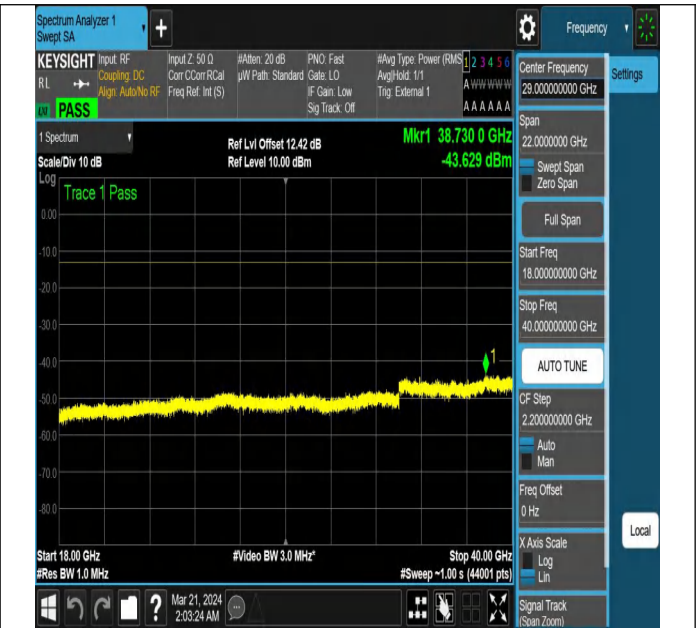 Spectrum Analyzer 1
Swept SA
+
Frequency
KEYSIGHT
RL
PASS
Input: RF
Coupling: DC
Align: Auto/No RF
Input Z: 50 Ω
Corr CCorr RCal
Freq Ref: Int (S)
#Atten: 20 dB
µW Path: Standard
PNO: Fast
Gate: LO
IF Gain: Low
Sig Track: Off
#Avg Type: Power (RMS
Avg|Hold: 1/1
Trig: External 1
1 2 3 4 5 6
A W W W W W
A A A A A A
Center Frequency
29.000000000 GHz
Settings
1 Spectrum
Scale/Div 10 dB
Ref Lvl Offset 12.42 dB
Ref Level 10.00 dBm
Mkr1 38.730 0 GHz
-43.629 dBm
Log
Trace 1 Pass
0.00
-10.0
-20.0
-30.0
-40.0
-50.0
-60.0
-70.0
-80.0
1
Span
22.0000000 GHz
Swept Span
Zero Span
Full Span
Start Freq
18.000000000 GHz
Stop Freq
40.000000000 GHz
AUTO TUNE
CF Step
2.200000000 GHz
Auto
Man
Freq Offset
0 Hz
X Axis Scale
Log
Lin
Signal Track
(Span Zoom)
Local
Start 18.00 GHz
#Res BW 1.0 MHz
#Video BW 3.0 MHz*
Stop 40.00 GHz
#Sweep ~1.00 s (44001 pts)
?
Mar 21, 2024
2:03:24 AM